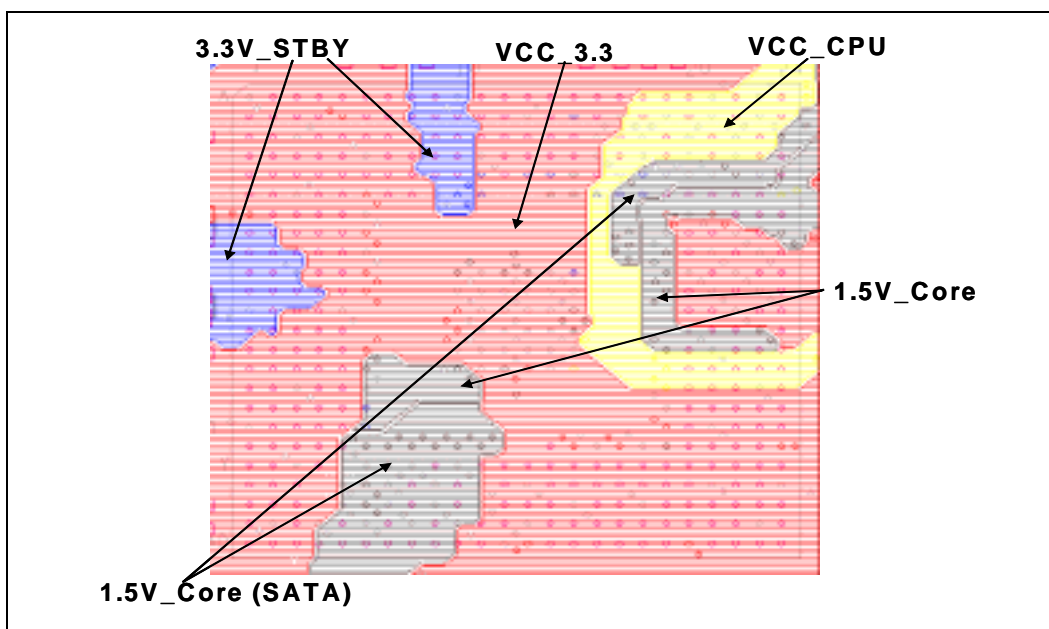 3.3V_STBY
VCC_3.3
VCC_CPU
1.5V_Core
1.5V_Core (SATA)